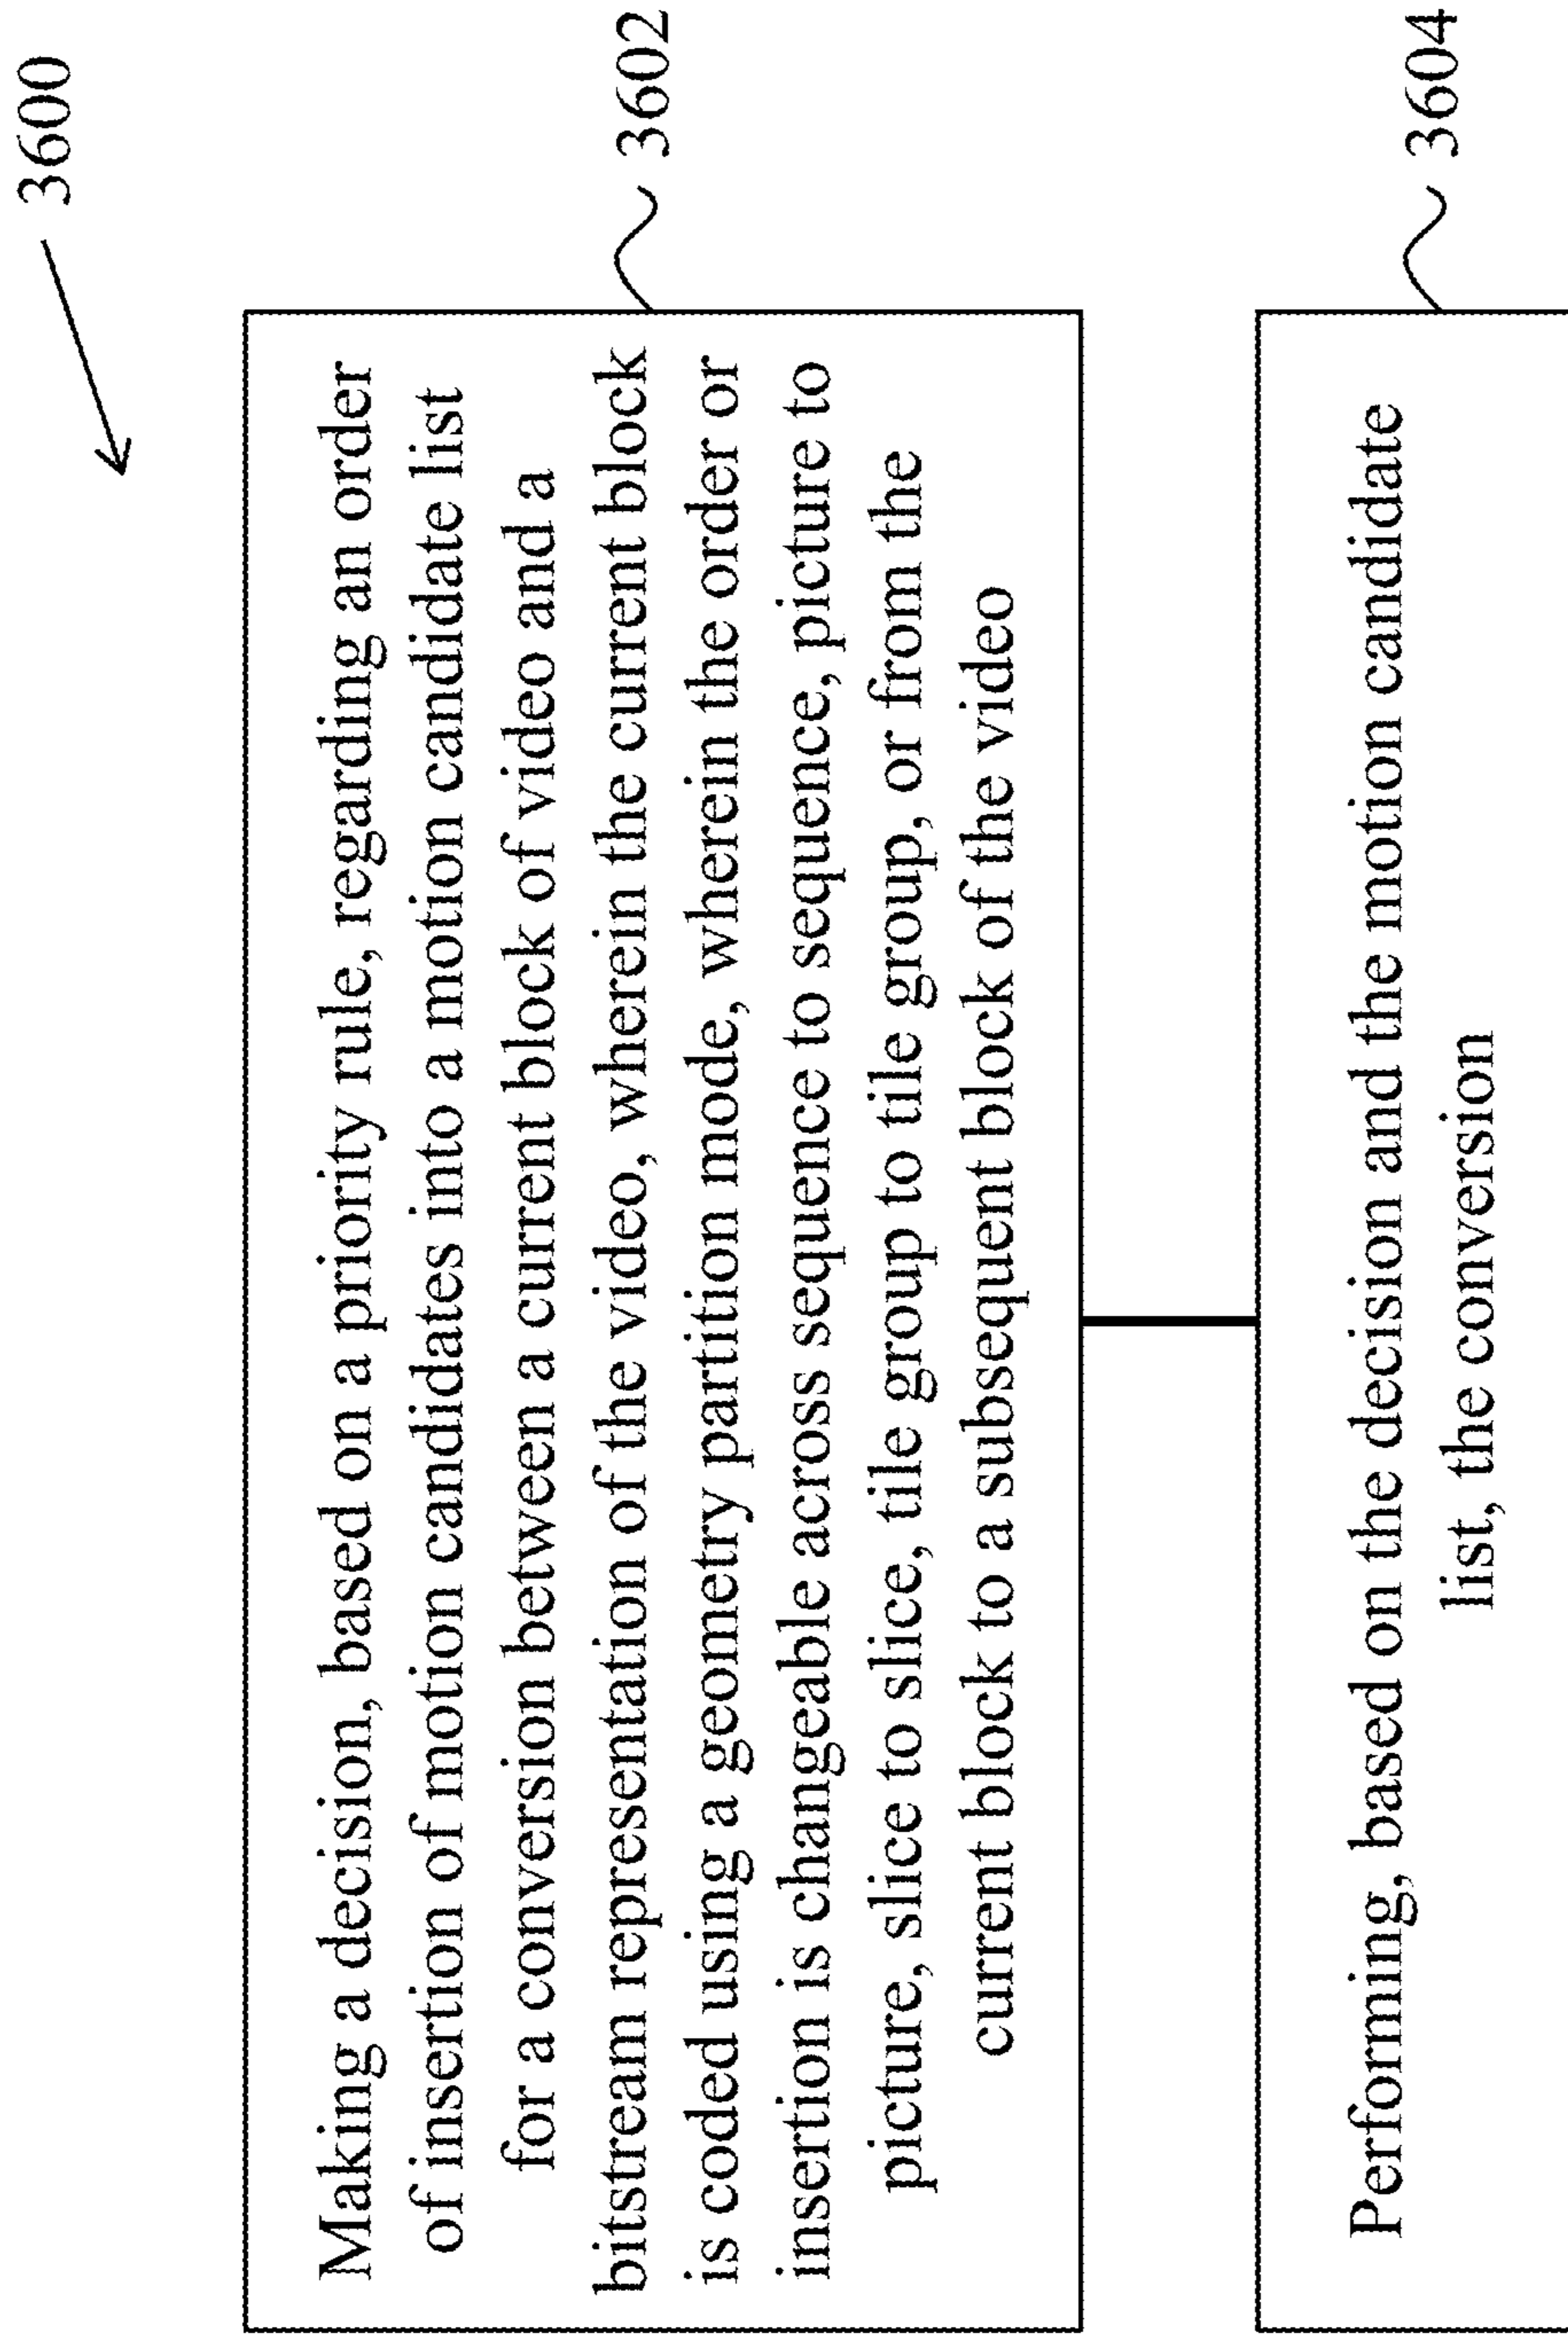 3600
Making a decision, based on a priority rule, regarding an order
of insertion of motion candidates into a motion candidate list
for a conversion between a current block of video and a
bitstream representation of the video, wherein the current block
is coded using a geometry partition mode, wherein the order or
insertion is changeable across sequence to sequence, picture to
picture, slice to slice, tile group to tile group, or from the
current block to a subsequent block of the video
3602
Performing, based on the decision and the motion candidate
list, the conversion
3604